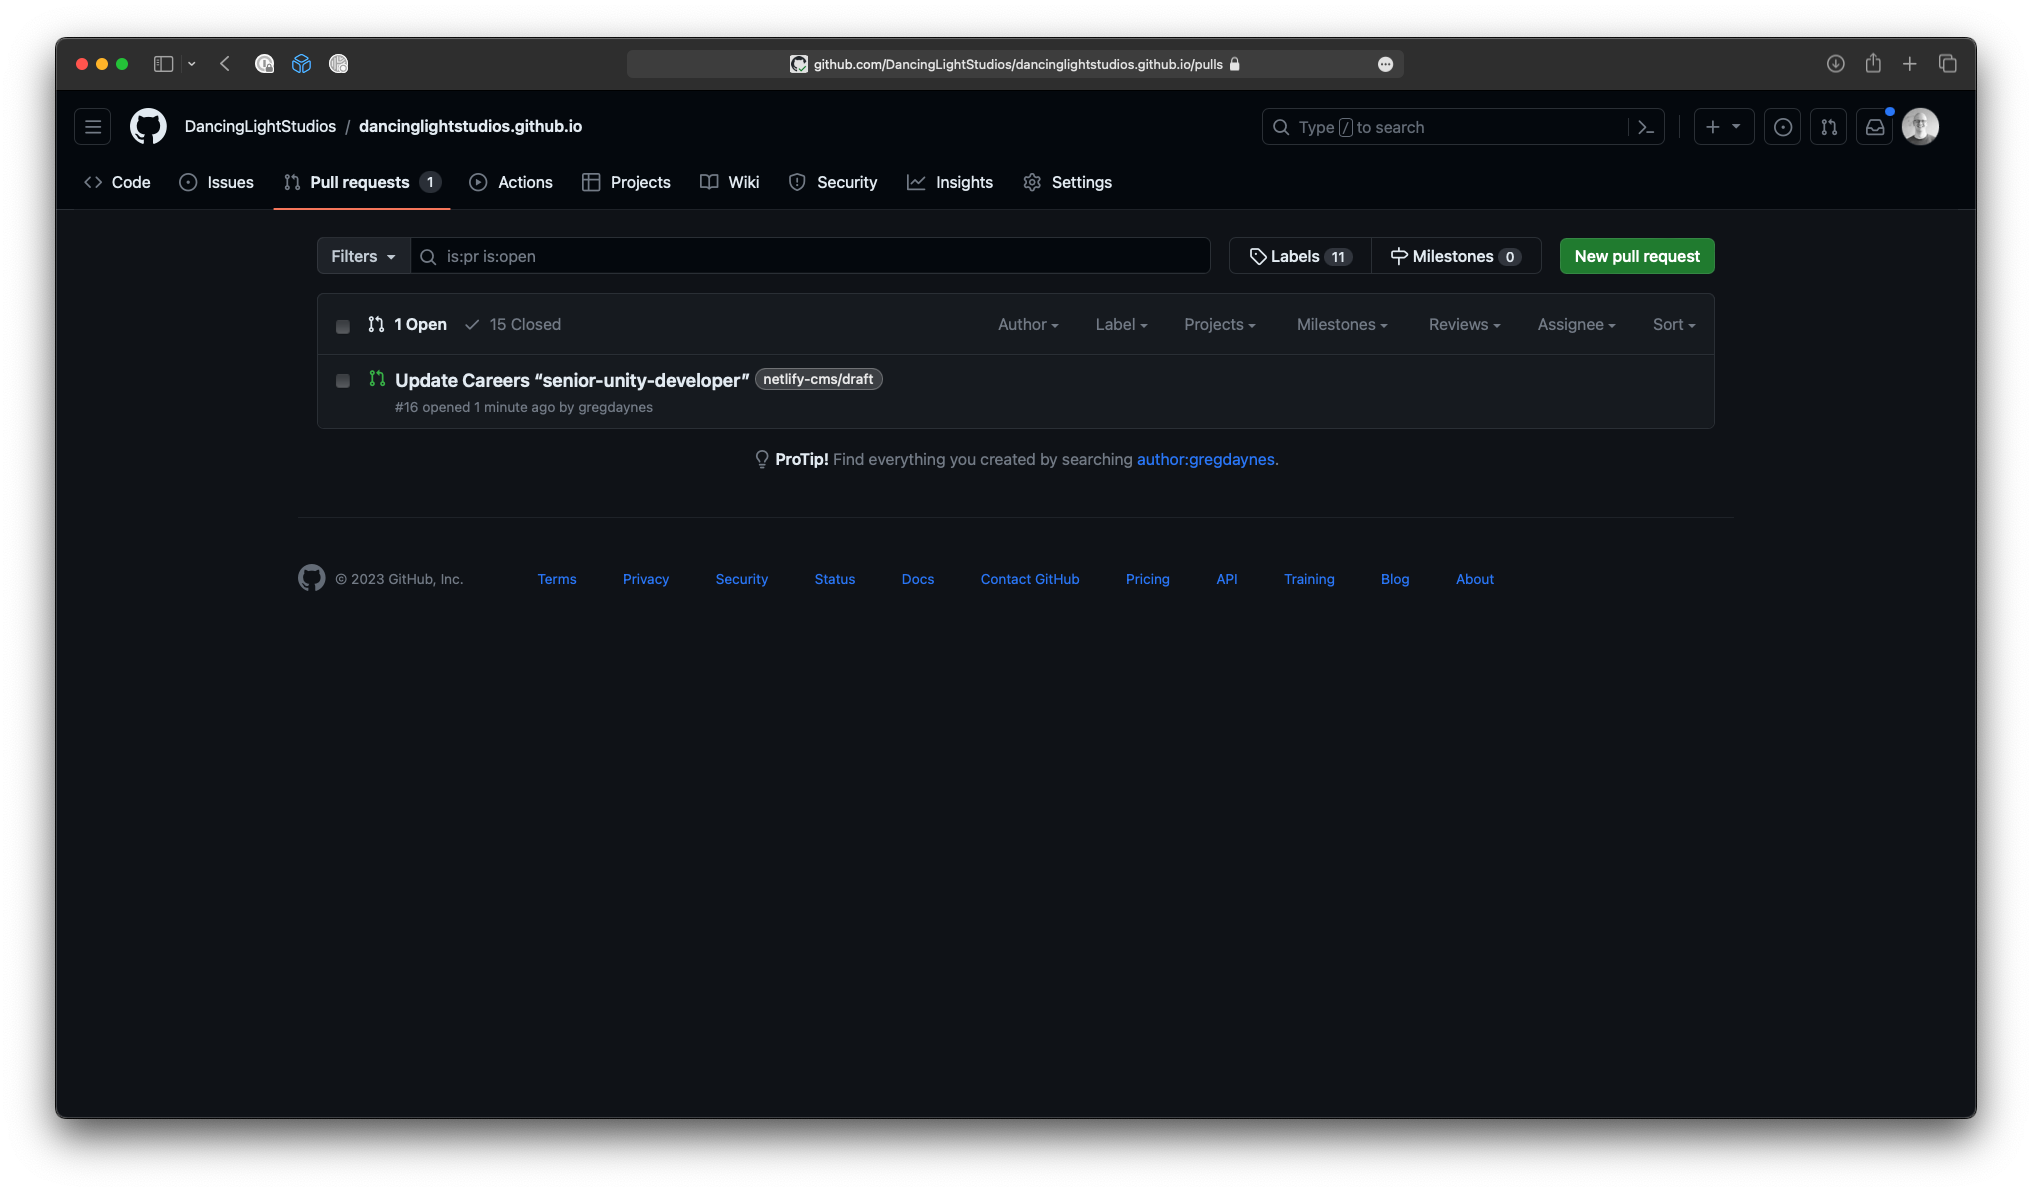 github.com/DancingLightStudios/dancinglightstudios.github.io/pulls
DancingLightStudios / dancinglightstudios.github.io
Type / to search
Code Issues Pull requests 1 Actions Projects Wiki Security Insights Settings
Filters is:pr is:open Labels 11 Milestones 0 New pull request
1 Open 15 Closed Author Label Projects Milestones Reviews Assignee Sort
Update Careers “senior-unity-developer” netlify-cms/draft
#16 opened 1 minute ago by gregdaynes
ProTip! Find everything you created by searching author:gregdaynes.
© 2023 GitHub, Inc. Terms Privacy Security Status Docs Contact GitHub Pricing API Training Blog About